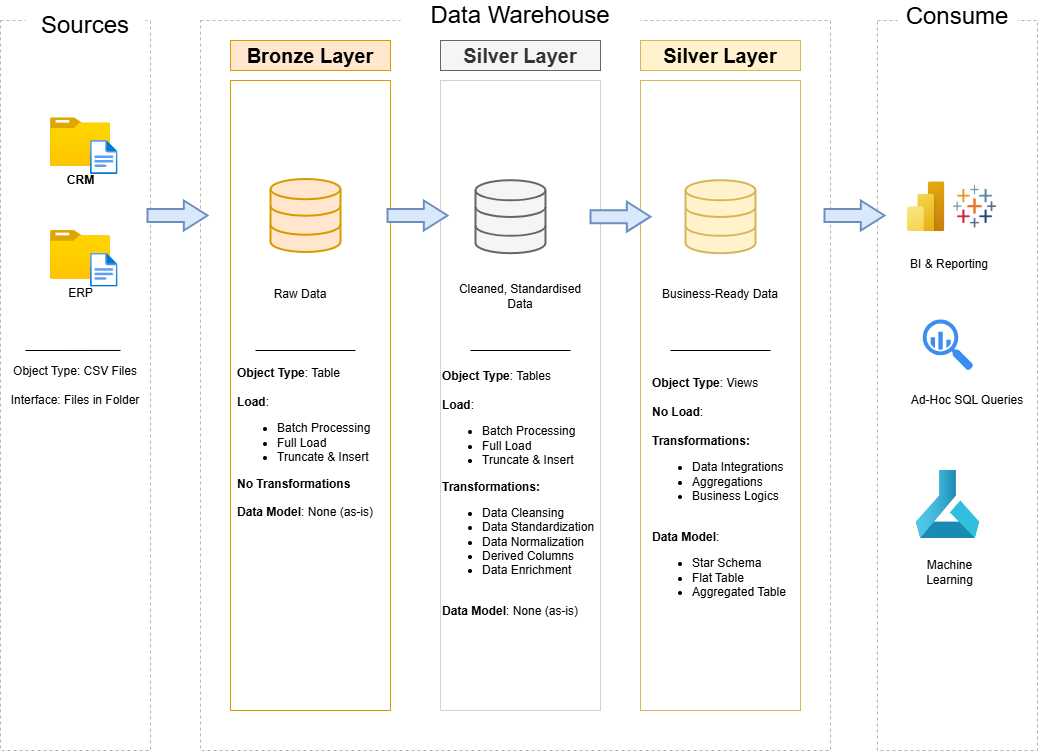 Sources
Data Warehouse
Consume
Bronze Layer
Silver Layer
Silver Layer
CRM
ERP
Object Type: CSV Files
Interface: Files in Folder
Raw Data
Object Type: Table
Load:
Batch Processing
Full Load
Truncate & Insert
No Transformations
Data Model: None (as-is)
Cleaned, Standardised
Data
Object Type: Tables
Load:
Batch Processing
Full Load
Truncate & Insert
Transformations:
Data Cleansing
Data Standardization
Data Normalization
Derived Columns
Data Enrichment
Data Model: None (as-is)
Business-Ready Data
Object Type: Views
No Load:
Transformations:
Data Integrations
Aggregations
Business Logics
Data Model:
Star Schema
Flat Table
Aggregated Table
BI & Reporting
Ad-Hoc SQL Queries
Machine
Learning